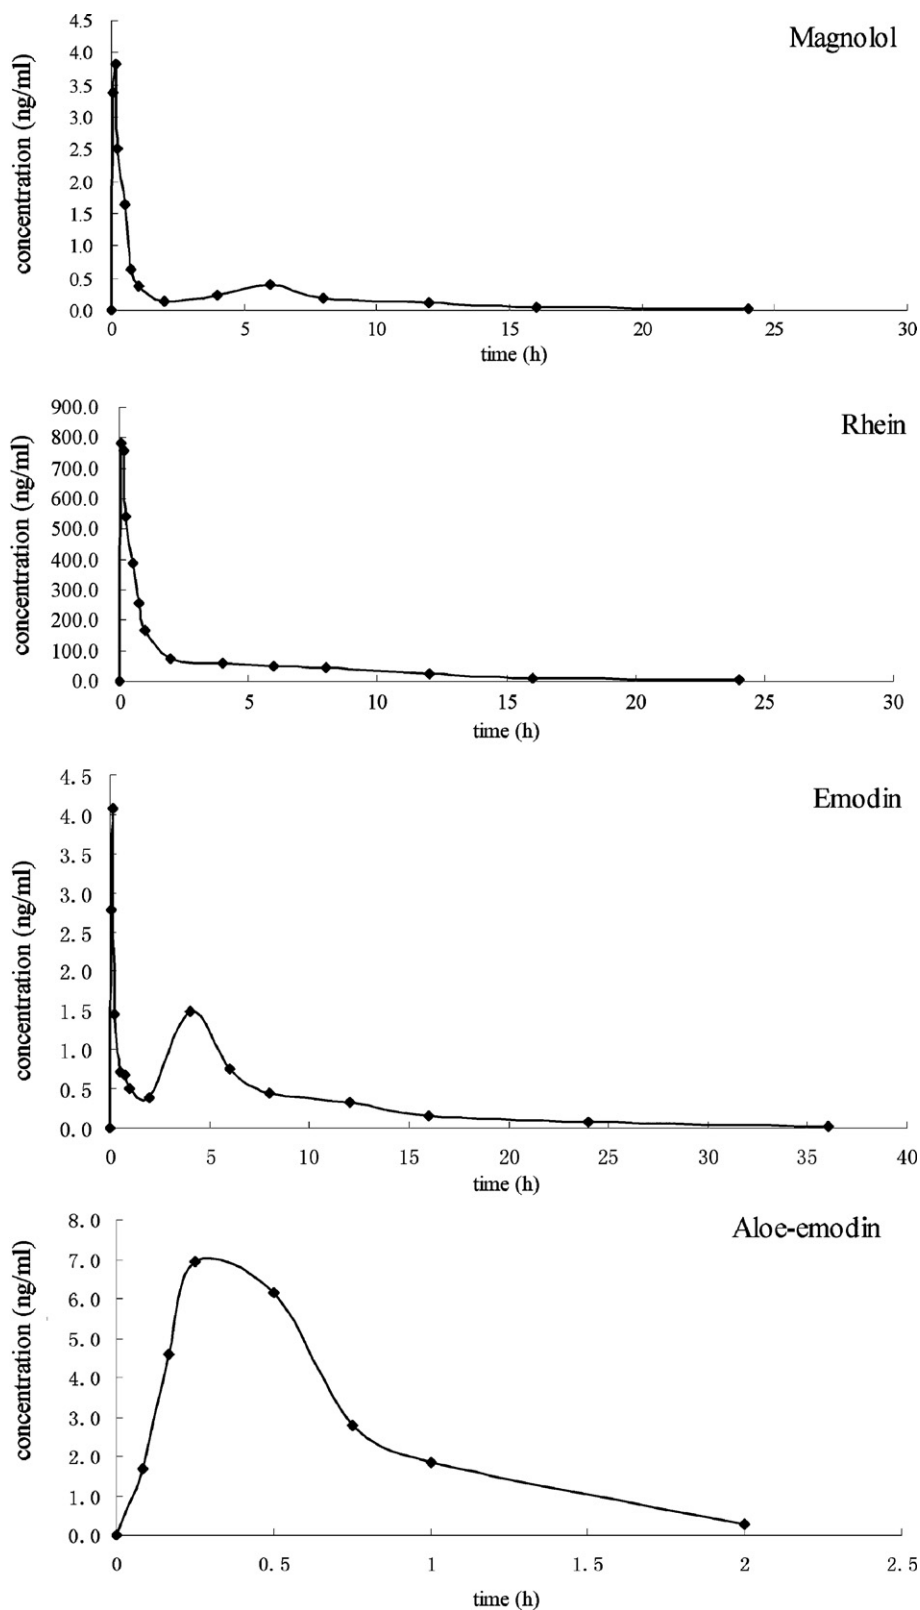 Magnolol
concentration (ng/ml)
4.5
4.0
3.5
3.0
2.5
2.0
1.5
1.0
0.5
0.0
0 5 10 15 20 25 30
time (h)
Rhein
concentration (ng/ml)
900.0
800.0
700.0
600.0
500.0
400.0
300.0
200.0
100.0
0.0
0 5 10 15 20 25 30
time (h)
Emodin
concentration (ng/ml)
4.5
4.0
3.5
3.0
2.5
2.0
1.5
1.0
0.5
0.0
0 5 10 15 20 25 30 35 40
time (h)
Aloe-emodin
concentration (ng/ml)
8.0
7.0
6.0
5.0
4.0
3.0
2.0
1.0
0.0
0 0.5 1 1.5 2 2.5
time (h)